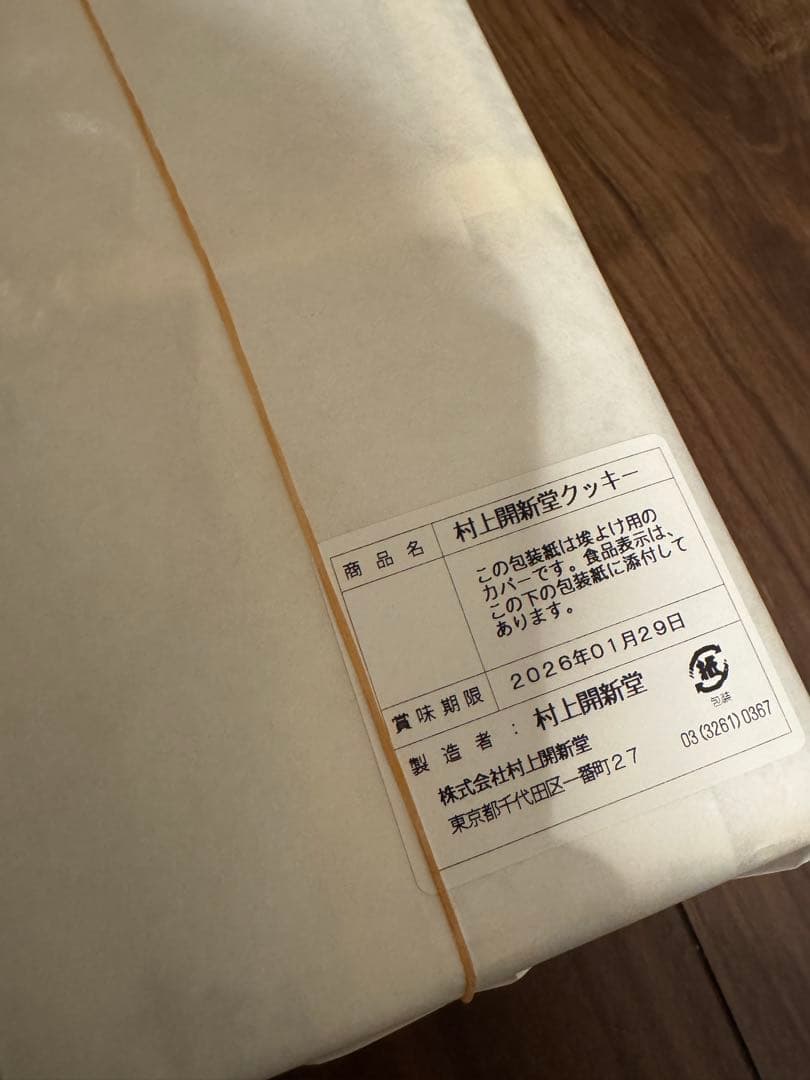 商品名 村上開新堂クッキー
この包装紙は埃よけ用の
カバーです。食品表示は、
この下の包装紙に添付して
あります。
賞味期限 2026年01月29日
製造者: 村上開新堂
紙
包装
株式会社村上開新堂
東京都千代田区一番町27 03(3261)0367